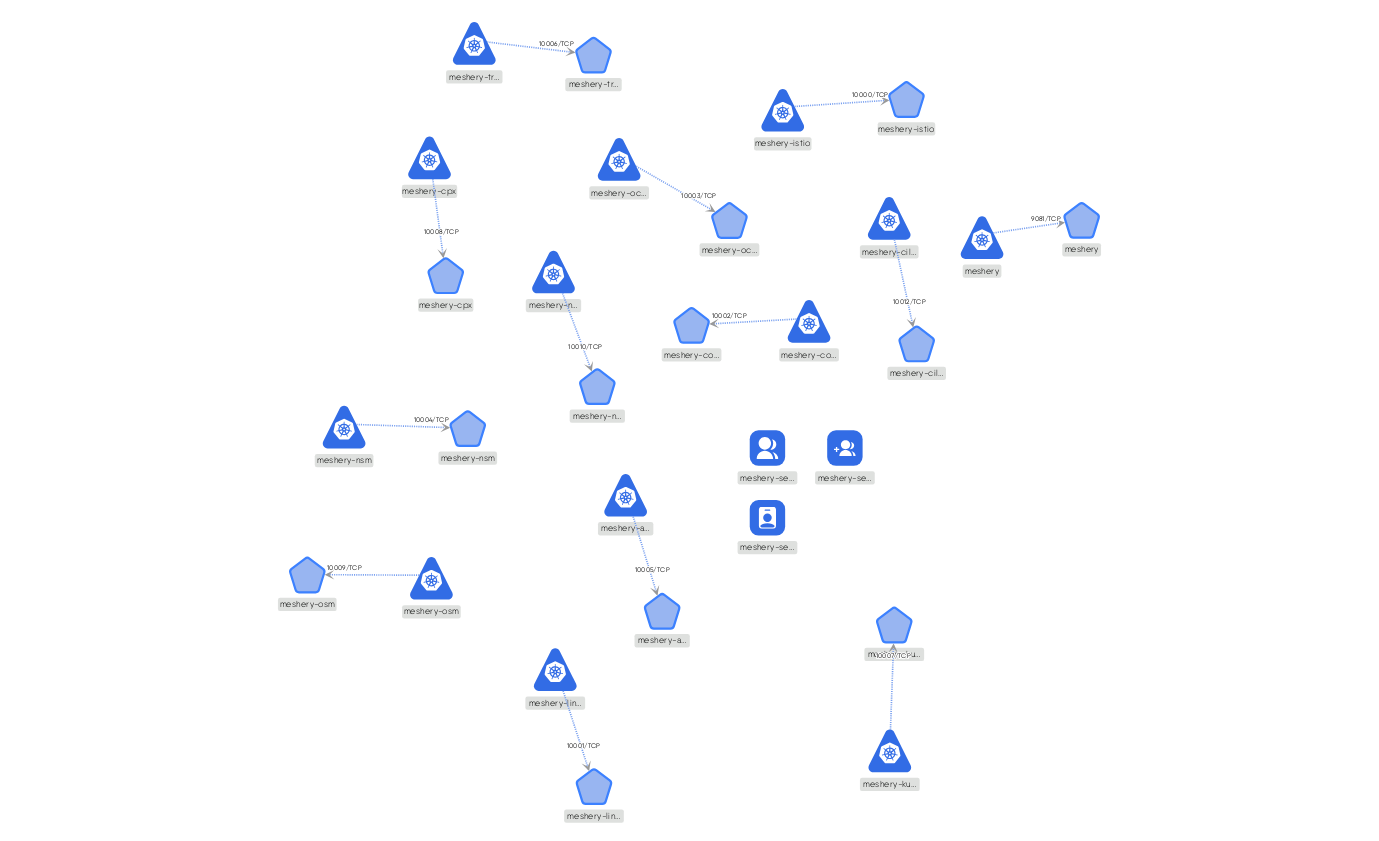 10006/TCP
meshery-tr...
meshery-tr...
10000/TCP
meshery-istio
meshery-istio
meshery-cpx
10008/TCP
meshery-cpx
meshery-oc...
10003/TCP
meshery-oc...
meshery-cil...
10012/TCP
meshery-cil...
9081/TCP
meshery
meshery
meshery-n...
10010/TCP
meshery-n...
10002/TCP
meshery-co...
meshery-co...
10004/TCP
meshery-nsm
meshery-nsm
meshery-se...
meshery-se...
meshery-se...
meshery-a...
10005/TCP
meshery-a...
10009/TCP
meshery-osm
meshery-osm
meshery-lin...
10001/TCP
meshery-lin...
10007/TCP
meshery-ku...